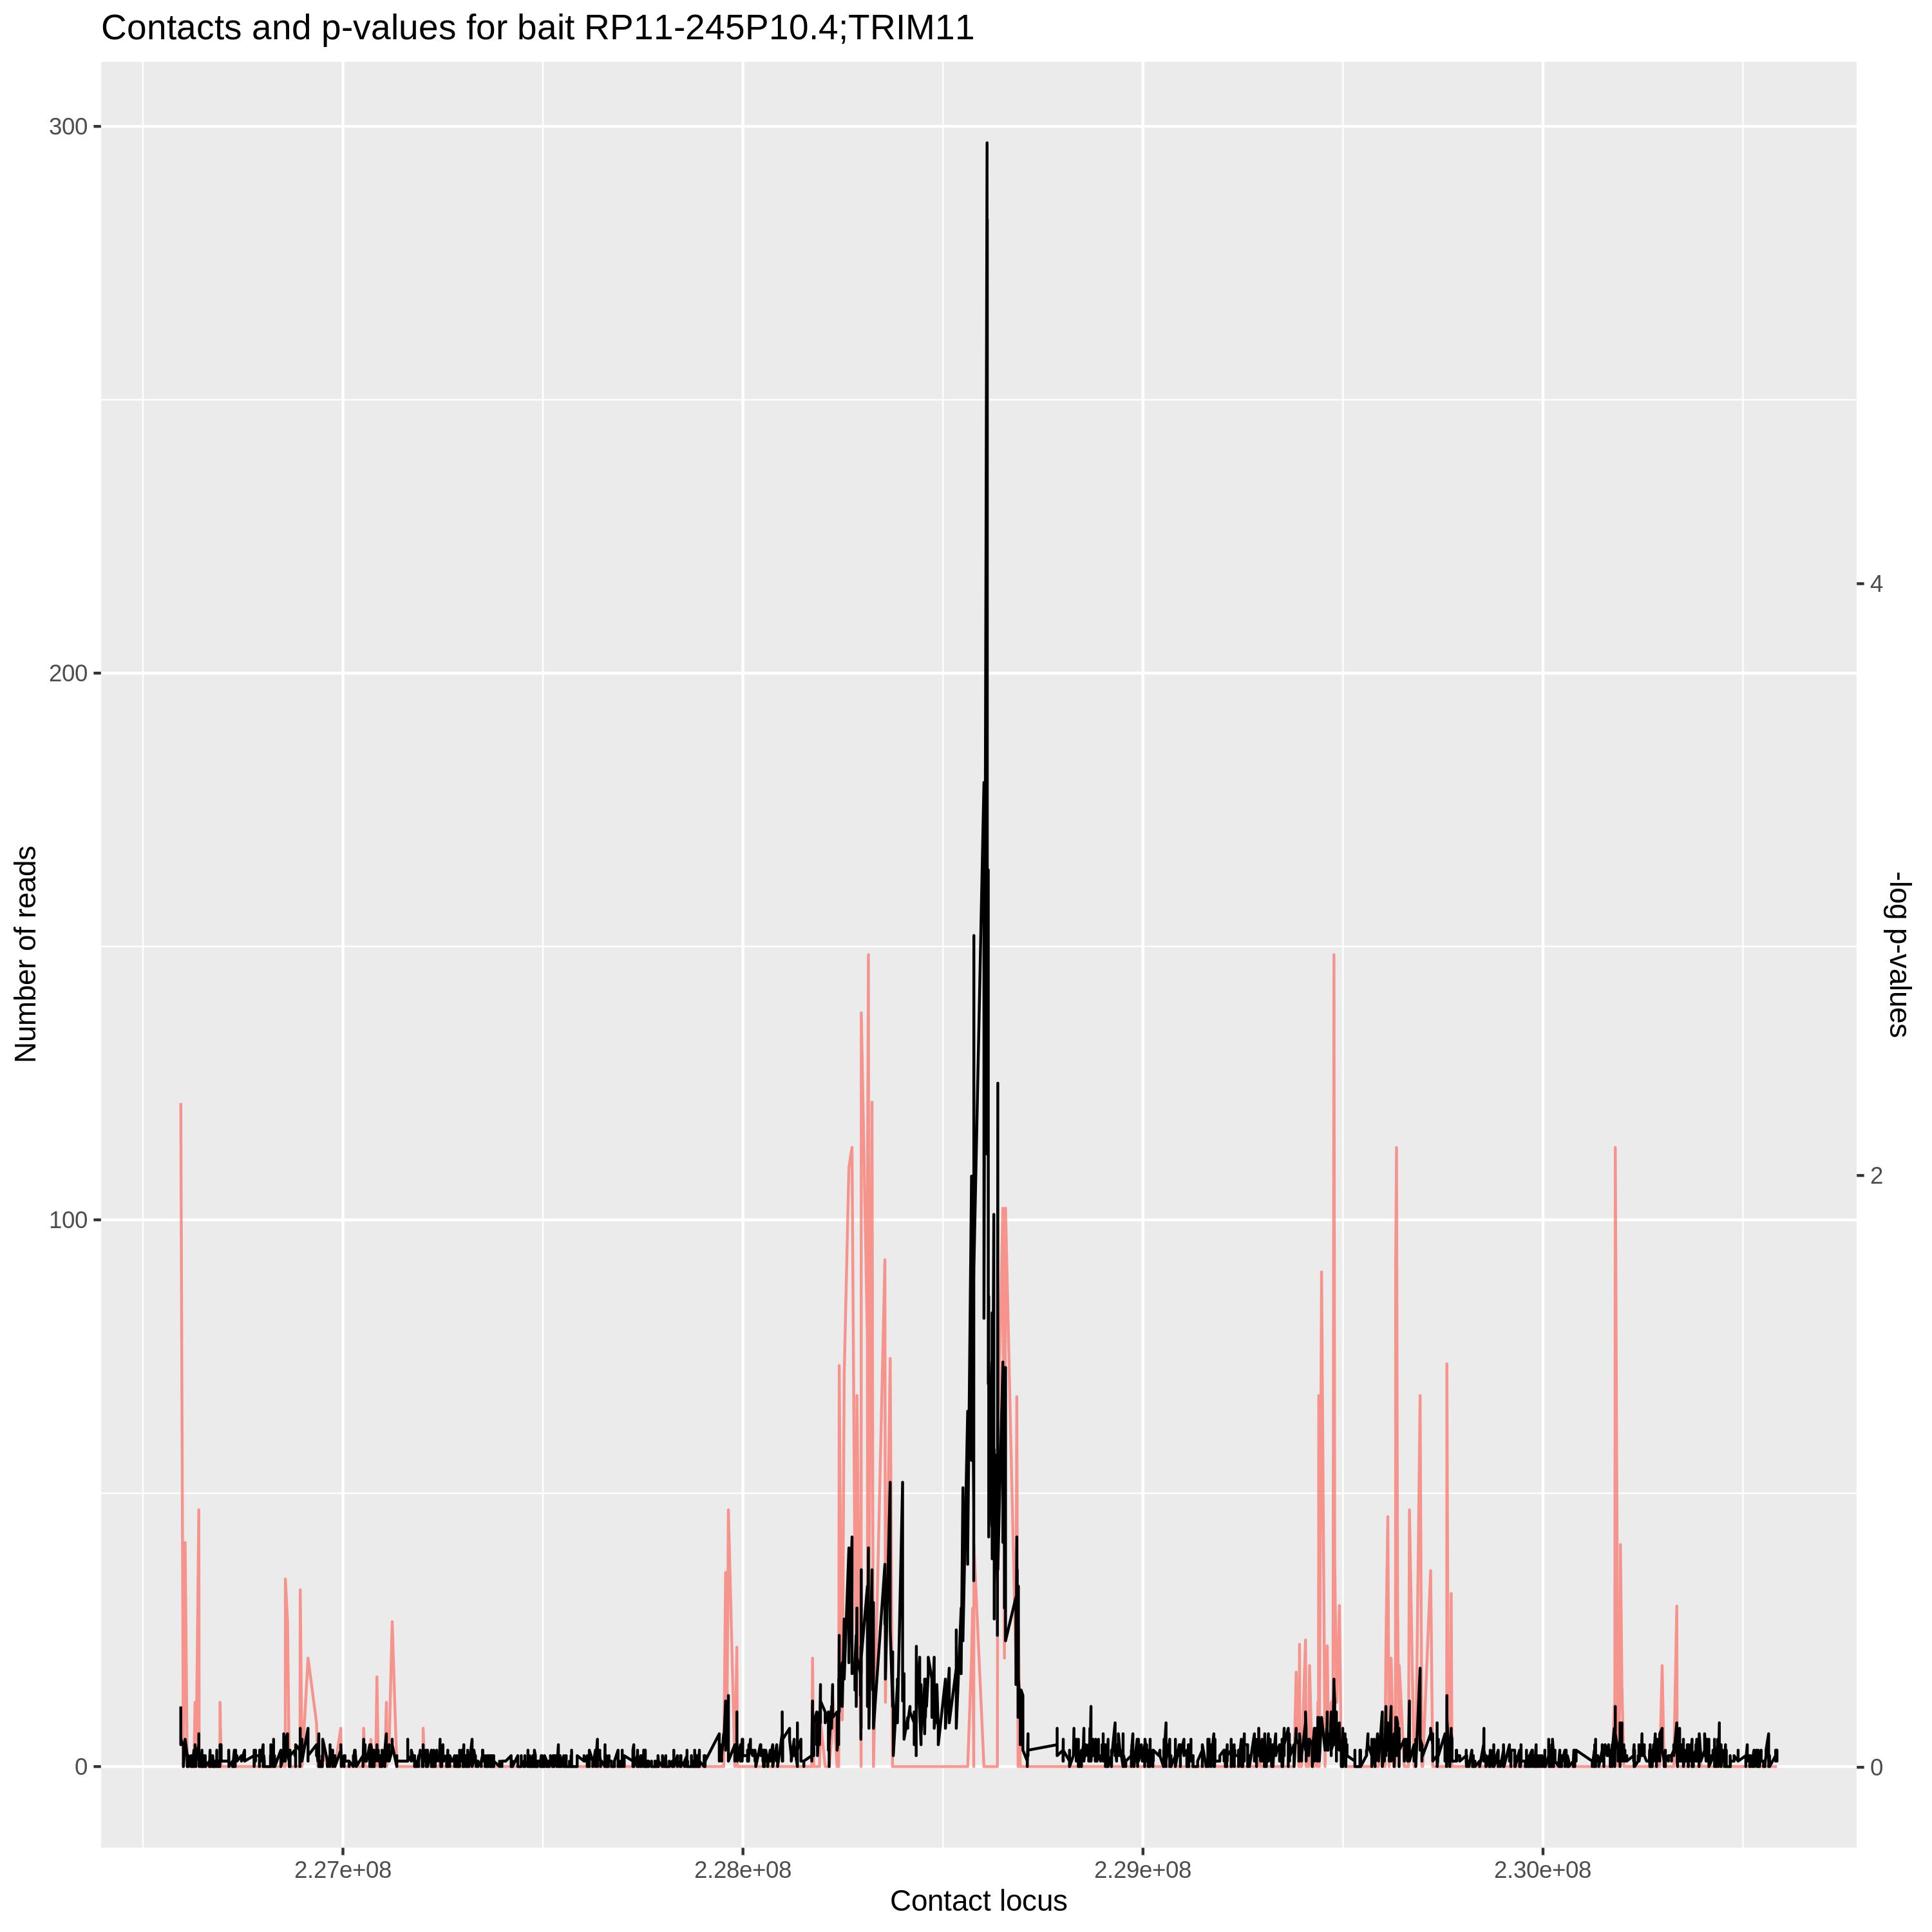 Contacts and p-values for bait RP11-245P10.4;TRIM11
300
200
100
0
Number of reads
4
2
0
-log p-values
2.27e+08 2.28e+08 2.29e+08 2.30e+08
Contact locus